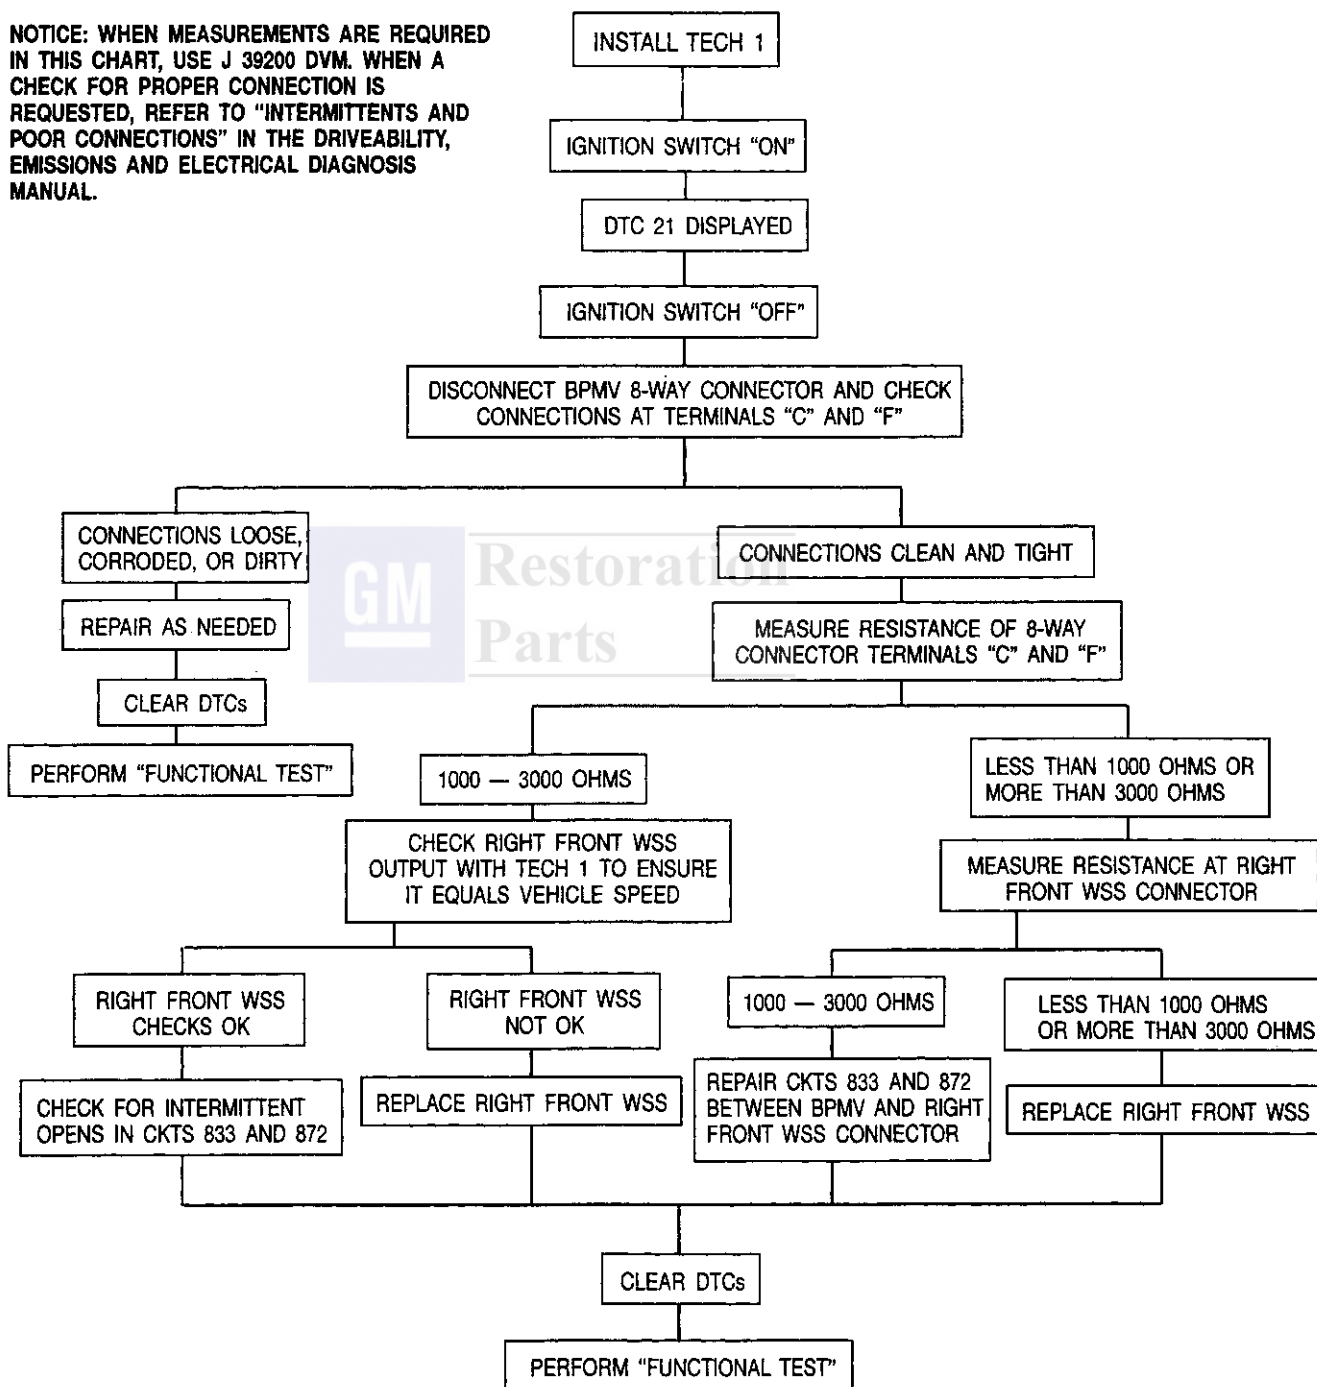 NOTICE: WHEN MEASUREMENTS ARE REQUIRED
IN THIS CHART, USE J 39200 DVM. WHEN A
CHECK FOR PROPER CONNECTION IS
REQUESTED, REFER TO "INTERMITTENTS AND
POOR CONNECTIONS" IN THE DRIVEABILITY,
EMISSIONS AND ELECTRICAL DIAGNOSIS
MANUAL.
INSTALL TECH 1
IGNITION SWITCH "ON"
DTC 21 DISPLAYED
IGNITION SWITCH "OFF"
DISCONNECT BPMV 8-WAY CONNECTOR AND CHECK
CONNECTIONS AT TERMINALS "C" AND "F"
CONNECTIONS LOOSE,
CORRODED, OR DIRTY
REPAIR AS NEEDED
CLEAR DTCs
PERFORM "FUNCTIONAL TEST"
GM
Restoration
Parts
CONNECTIONS CLEAN AND TIGHT
MEASURE RESISTANCE OF 8-WAY
CONNECTOR TERMINALS "C" AND "F"
1000 — 3000 OHMS
CHECK RIGHT FRONT WSS
OUTPUT WITH TECH 1 TO ENSURE
IT EQUALS VEHICLE SPEED
LESS THAN 1000 OHMS OR
MORE THAN 3000 OHMS
MEASURE RESISTANCE AT RIGHT
FRONT WSS CONNECTOR
RIGHT FRONT WSS
CHECKS OK
CHECK FOR INTERMITTENT
OPENS IN CKTS 833 AND 872
RIGHT FRONT WSS
NOT OK
REPLACE RIGHT FRONT WSS
1000 — 3000 OHMS
REPAIR CKTS 833 AND 872
BETWEEN BPMV AND RIGHT
FRONT WSS CONNECTOR
LESS THAN 1000 OHMS
OR MORE THAN 3000 OHMS
REPLACE RIGHT FRONT WSS
CLEAR DTCs
PERFORM "FUNCTIONAL TEST"